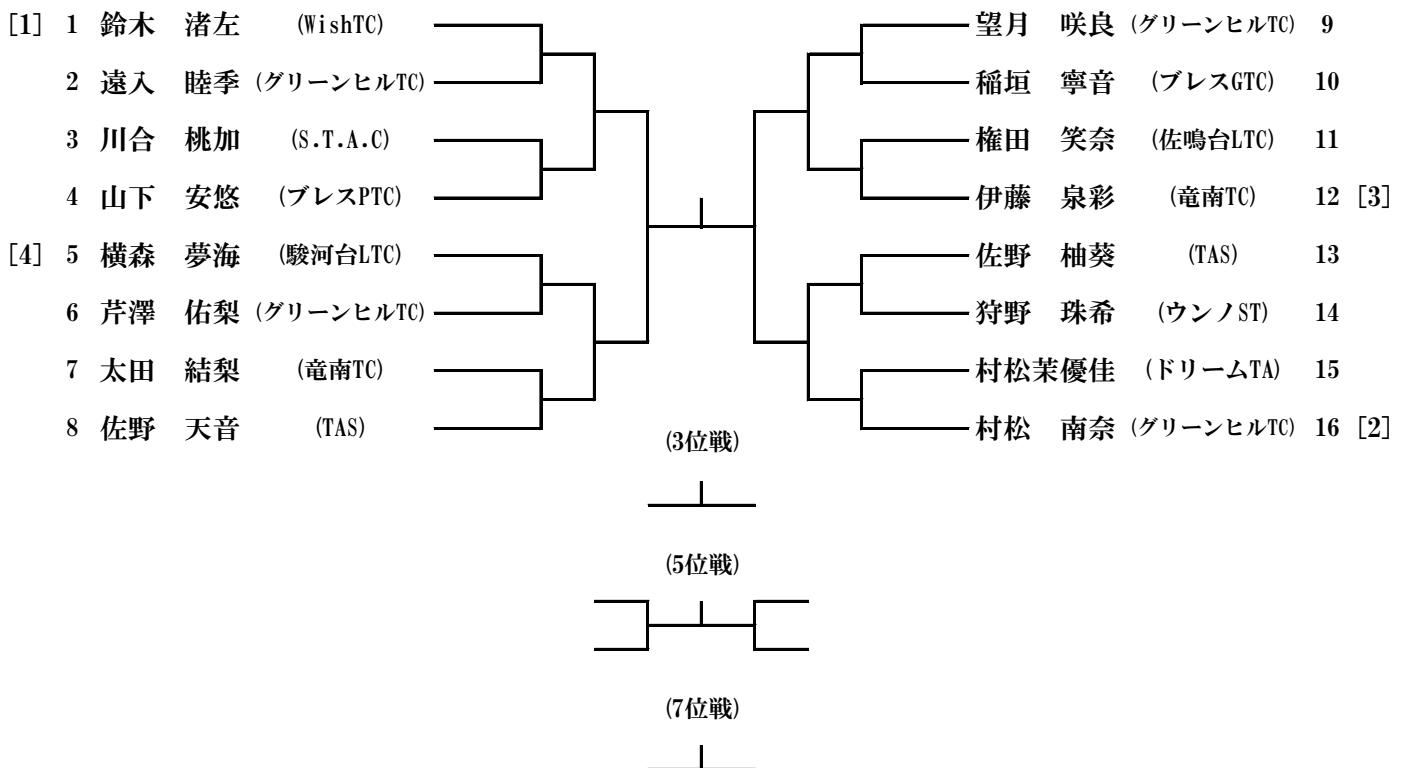 [1] 1 鈴木 渚左 (WishTC)
2 遠入 睦季 (グリーンヒルTC)
3 川合 桃加 (S.T.A.C)
4 山下 安悠 (ブレスPTC)
[4] 5 横森 夢海 (駿河台LTC)
6 芹澤 佑梨 (グリーンヒルTC)
7 太田 結梨 (竜南TC)
8 佐野 天音 (TAS)
望月 咲良 (グリーンヒルTC) 9
稲垣 寧音 (ブレスGTC) 10
権田 笑奈 (佐鳴台LTC) 11
伊藤 泉彩 (竜南TC) 12 [3]
佐野 柚葵 (TAS) 13
狩野 珠希 (ウンノST) 14
村松茉優佳 (ドリームTA) 15
村松 南奈 (グリーンヒルTC) 16 [2]
(3位戦)
(5位戦)
(7位戦)